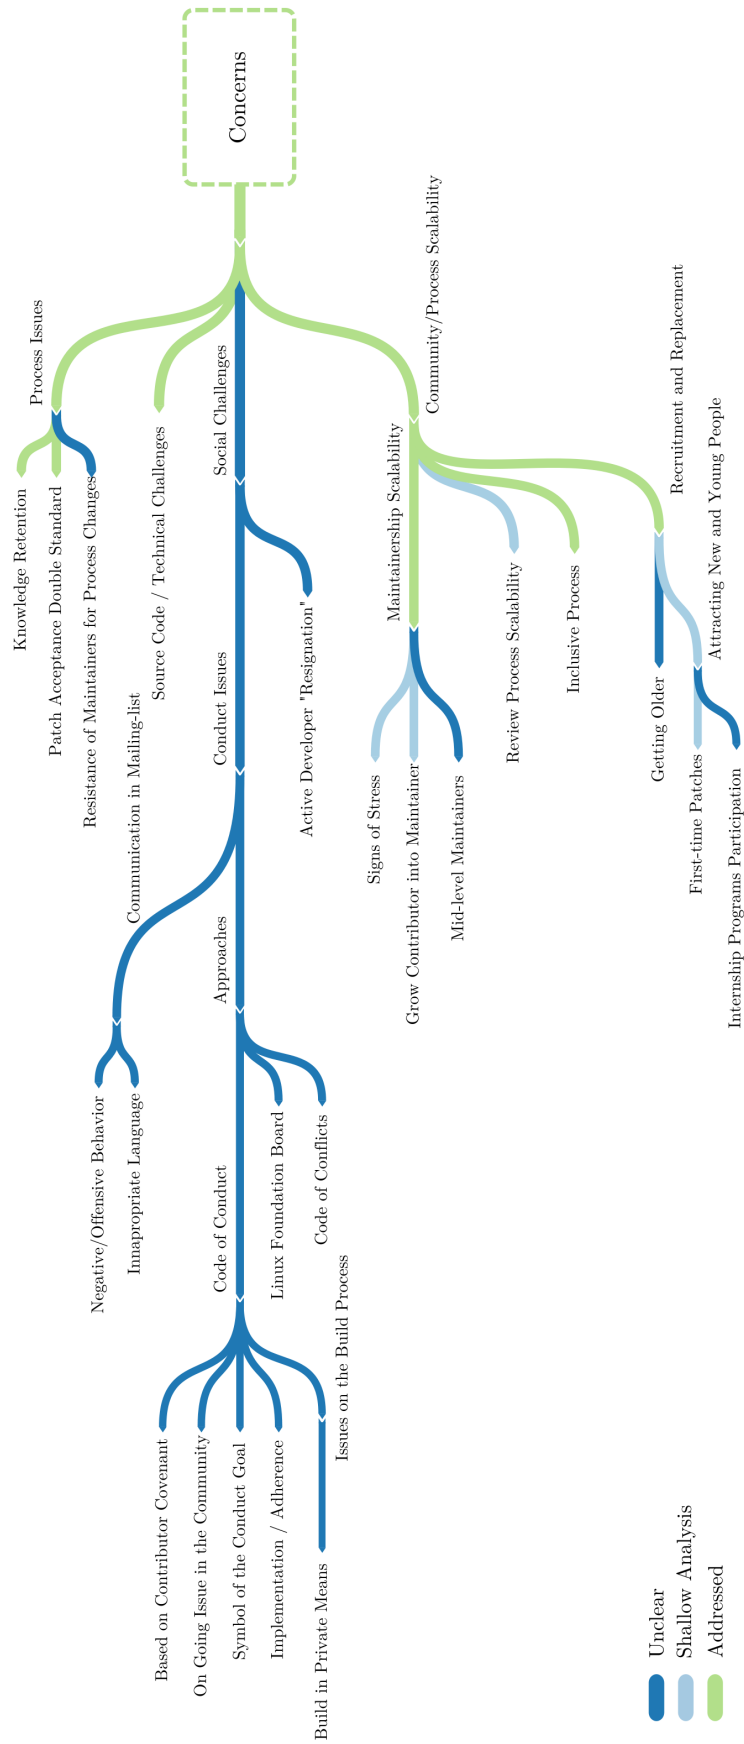 Concerns
Process Issues
Knowledge Retention
Patch Acceptance Double Standard
Resistance of Maintainers for Process Changes
Source Code / Technical Challenges
Social Challenges
Conduct Issues
Communication in Mailing-list
Negative/Offensive Behavior
Innapropriate Language
Approaches
Code of Conduct
Based on Contributor Covenant
On Going Issue in the Community
Symbol of the Conduct Goal
Implementation / Adherence
Issues on the Build Process
Build in Private Means
Linux Foundation Board
Code of Conflicts
Active Developer "Resignation"
Community/Process Scalability
Maintainership Scalability
Signs of Stress
Grow Contributor into Maintainer
Mid-level Maintainers
Review Process Scalability
Inclusive Process
Recruitment and Replacement
Getting Older
Attracting New and Young People
First-time Patches
Internship Programs Participation
Unclear
Shallow Analysis
Addressed